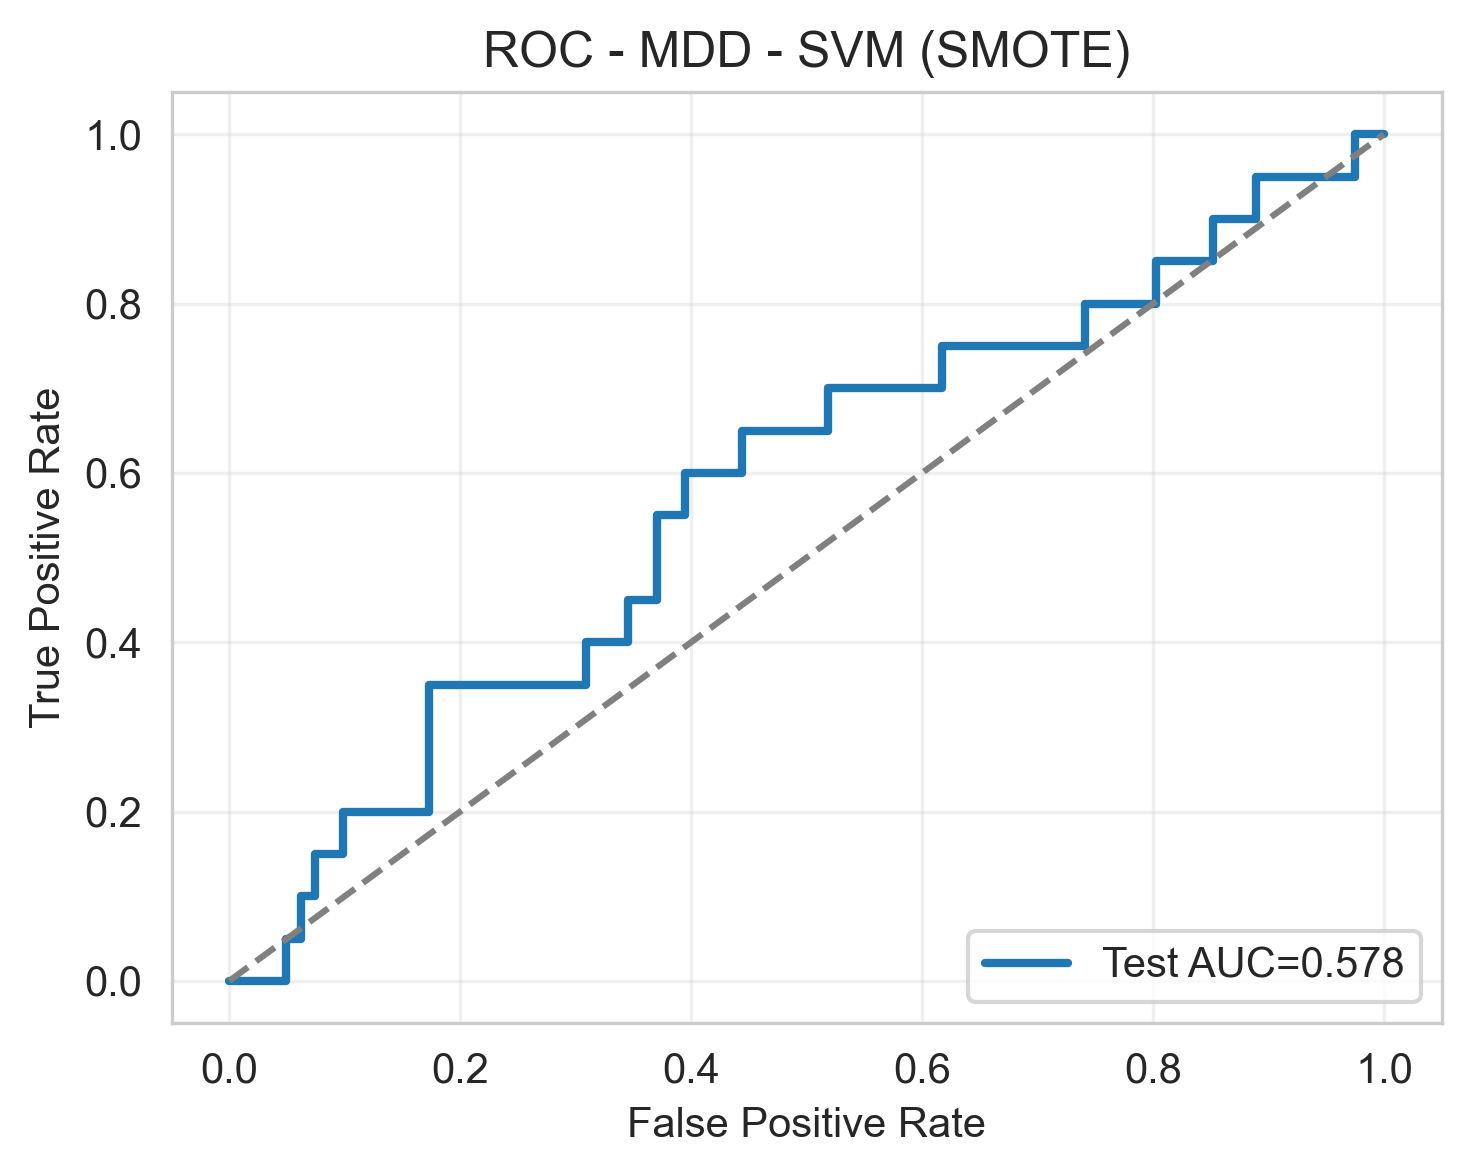 ROC - MDD - SVM (SMOTE)
True Positive Rate
1.0
0.8
0.6
0.4
0.2
0.0
Test AUC=0.578
0.0 0.2 0.4 0.6 0.8 1.0
False Positive Rate